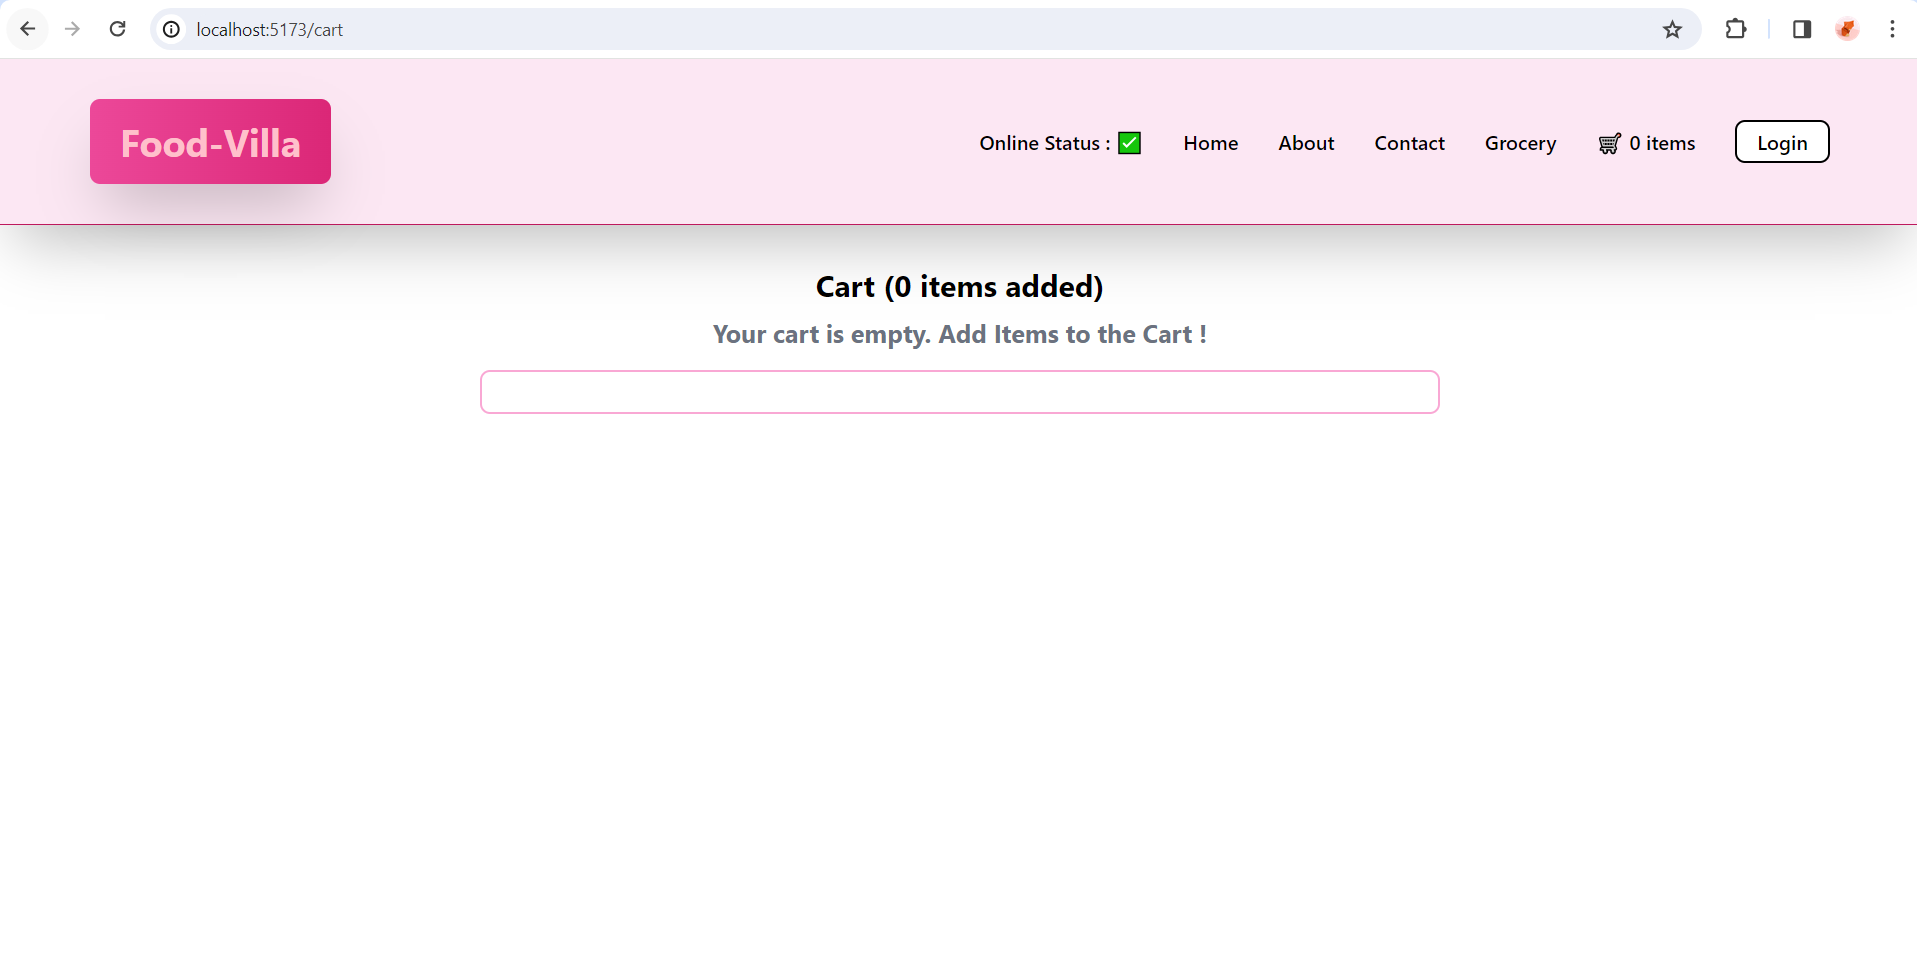 localhost:5173/cart
Food-Villa
Online Status : ✅ Home About Contact Grocery 🛒 0 items Login
Cart (0 items added)
Your cart is empty. Add Items to the Cart !